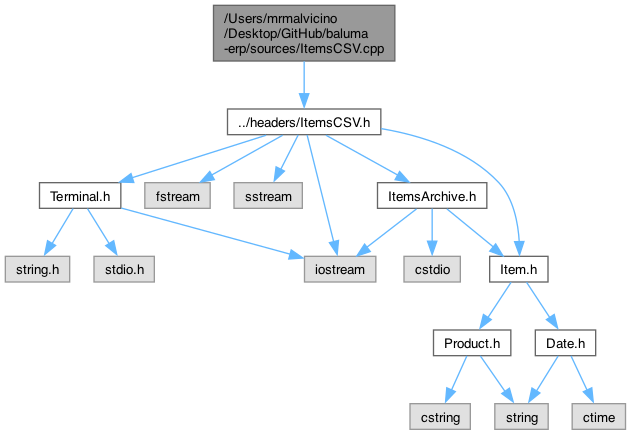 /Users/mrmalvicino
/Desktop/GitHub/baluma
-erp/sources/ItemsCSV.cpp
../headers/ItemsCSV.h
Terminal.h
fstream
sstream
ItemsArchive.h
string.h
stdio.h
iostream
cstdio
Item.h
Product.h
Date.h
cstring
string
ctime